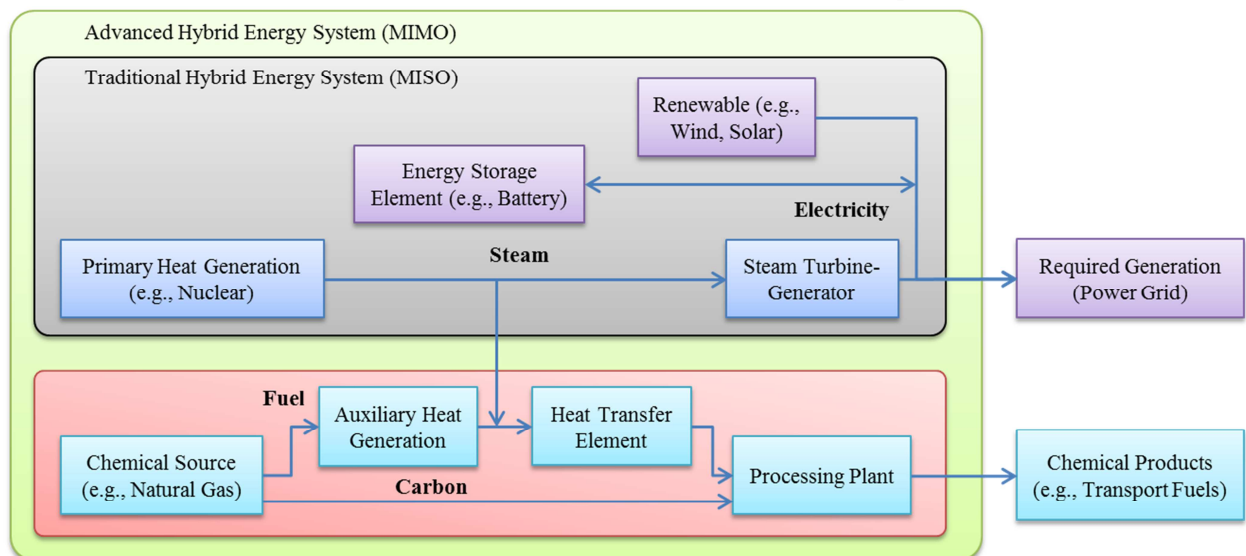 Advanced Hybrid Energy System (MIMO)
Traditional Hybrid Energy System (MISO)
Renewable (e.g.,
Wind, Solar)
Energy Storage
Element (e.g., Battery)
Electricity
Primary Heat Generation
(e.g., Nuclear)
Steam
Steam Turbine-
Generator
Required Generation
(Power Grid)
Fuel
Auxiliary Heat
Generation
Heat Transfer
Element
Chemical Source
(e.g., Natural Gas)
Carbon
Processing Plant
Chemical Products
(e.g., Transport Fuels)